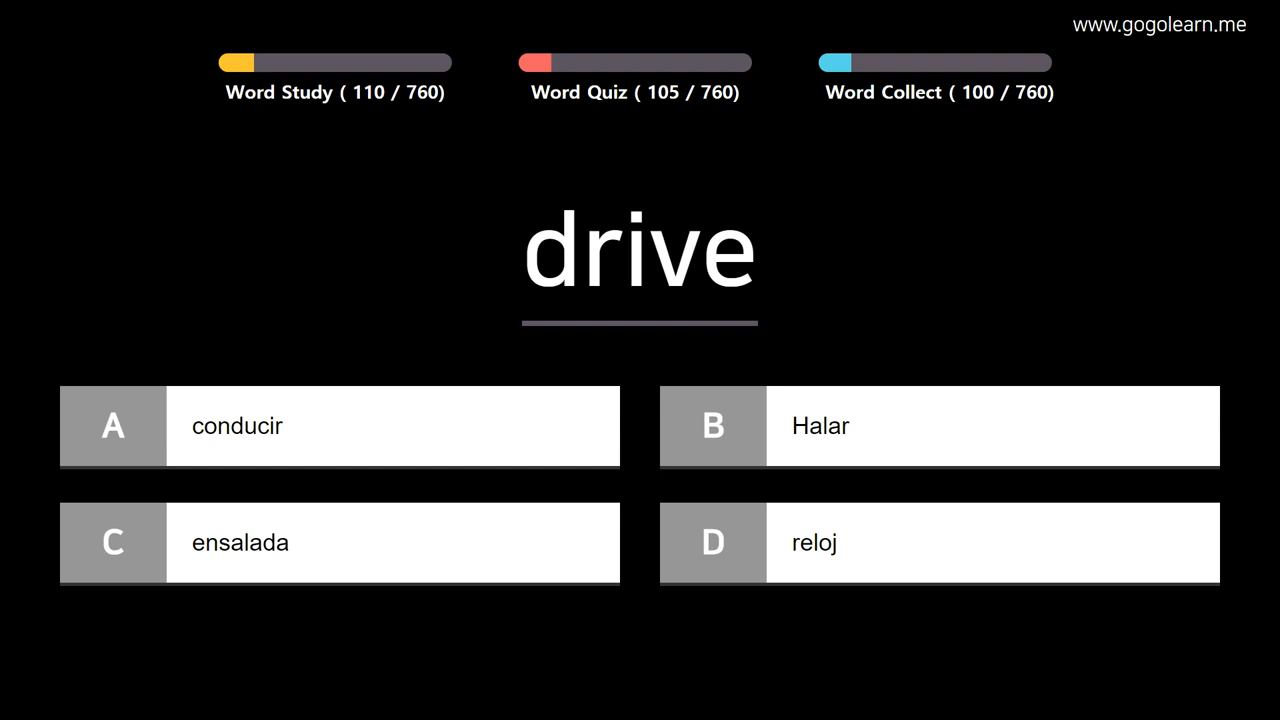 www.gogolearn.me
Word Study ( 110 / 760)
Word Quiz ( 105 / 760)
Word Collect ( 100 / 760)
drive
A conducir
B Halar
C ensalada
D reloj